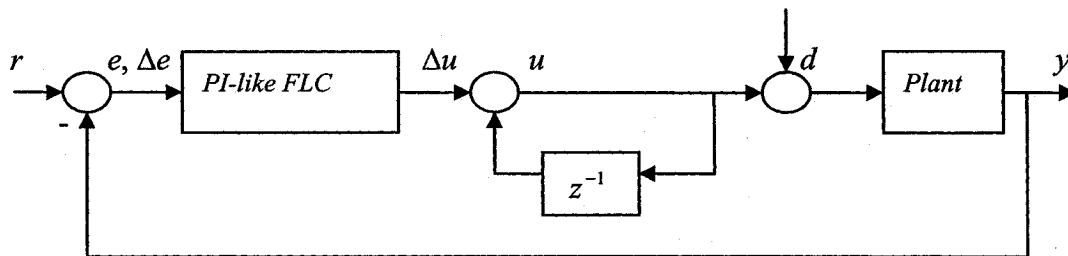 r
e, Δe
PI-like FLC
Δu
u
d
Plant
y
-
z⁻¹